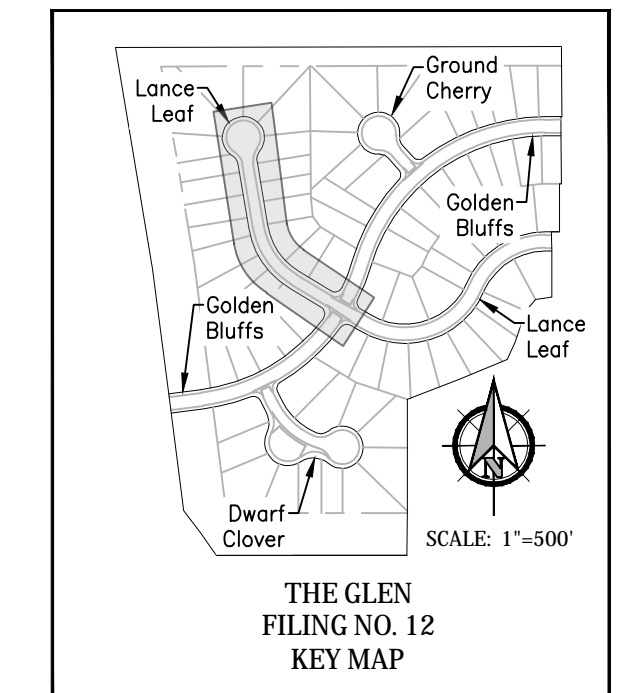 Lance
Leaf
Ground
Cherry
Golden
Bluffs
Golden
Bluffs
Lance
Leaf
Dwarf
Clover
N
SCALE: 1"=500'
THE GLEN
FILING NO. 12
KEY MAP